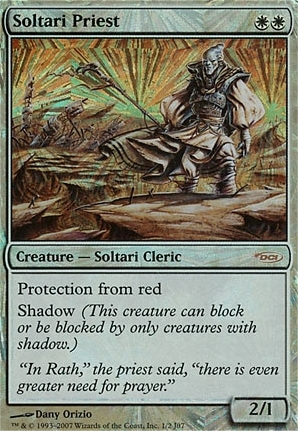 Soltari Priest
Creature — Soltari Cleric
DCI
Protection from red
Shadow (This creature can block
or be blocked by only creatures with
shadow.)
"In Rath," the priest said, "there is even
greater need for prayer."
Dany Orizio
™ & © 1993-2007 Wizards of the Coast, Inc. 1/2 J07
2/1